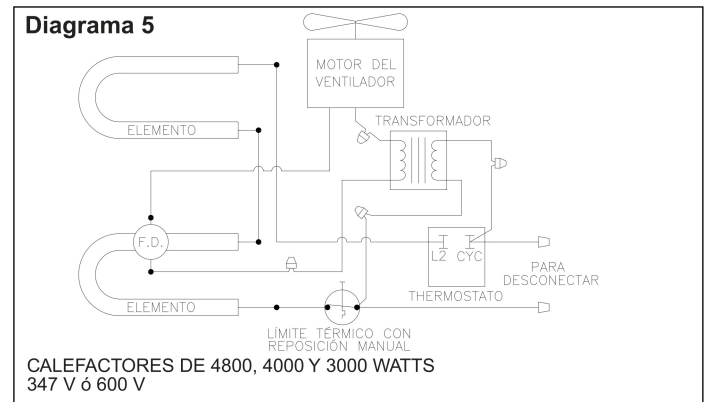 Diagrama 5
MOTOR DEL
VENTILADOR
TRANSFORMADOR
ELEMENTO
F.D.
L2 CYC
PARA
DESCONECTAR
THERMOSTATO
ELEMENTO
LÍMITE TÉRMICO CON
REPOSICIÓN MANUAL
CALEFACTORES DE 4800, 4000 Y 3000 WATTS
347 V ó 600 V